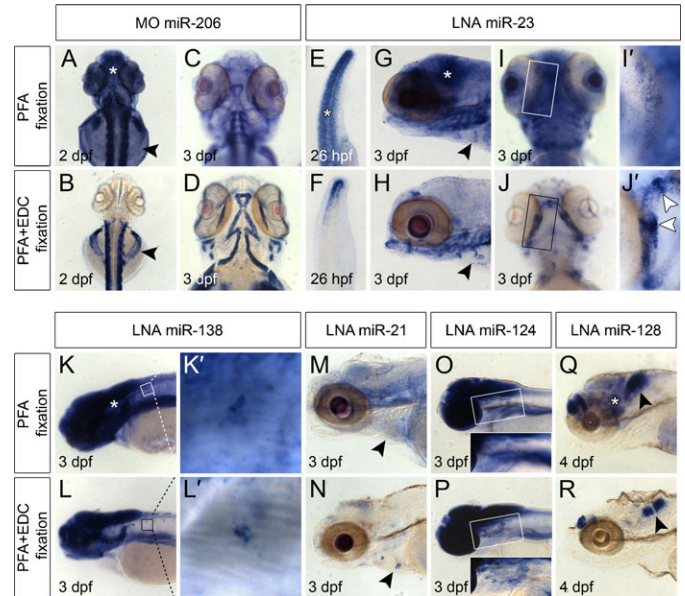 MO miR-206 LNA miR-23
PFA fixation
A * 2 dpf
C 3 dpf
E * 26 hpf
G * 3 dpf
I 3 dpf
I′
PFA+EDC fixation
B 2 dpf
D 3 dpf
F 26 hpf
H 3 dpf
J 3 dpf
J′
LNA miR-138 LNA miR-21 LNA miR-124 LNA miR-128
PFA fixation
K * 3 dpf
K′
M 3 dpf
O 3 dpf
Q * 4 dpf
PFA+EDC fixation
L 3 dpf
L′
N 3 dpf
P 3 dpf
R 4 dpf